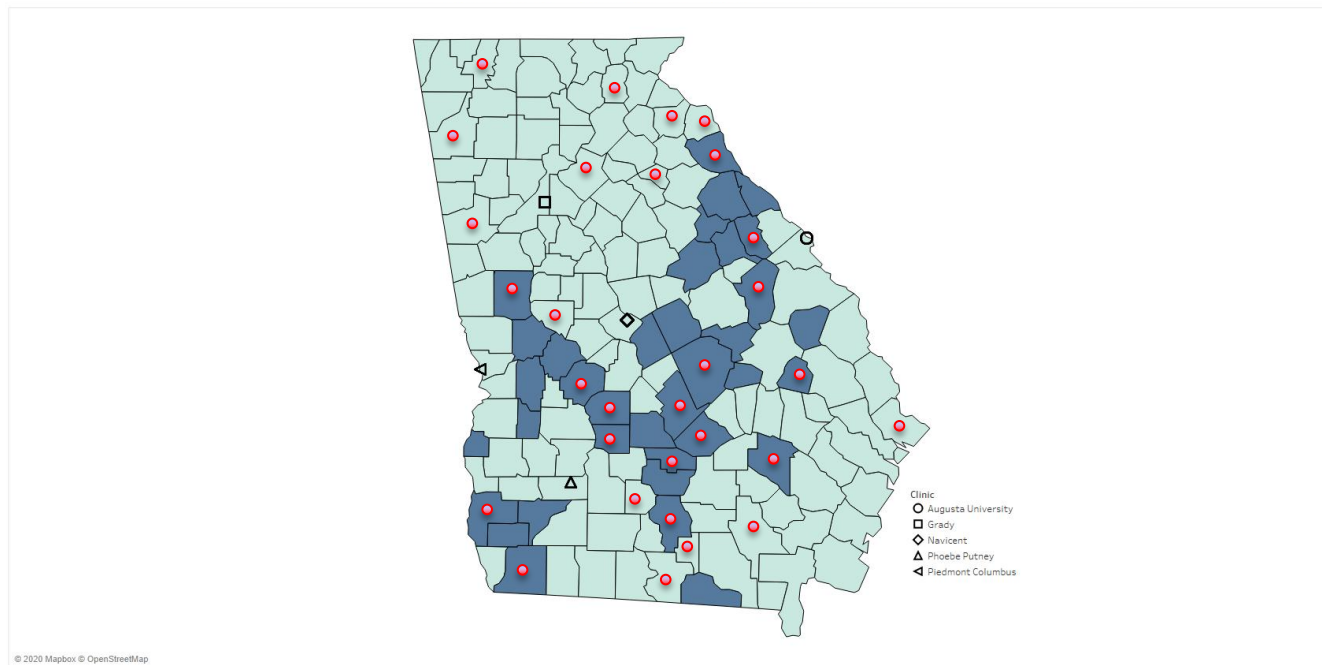 Clinic
Augusta University
Grady
Navicent
Phoebe Putney
Piedmont Columbus
© 2020 Mapbox © OpenStreetMap